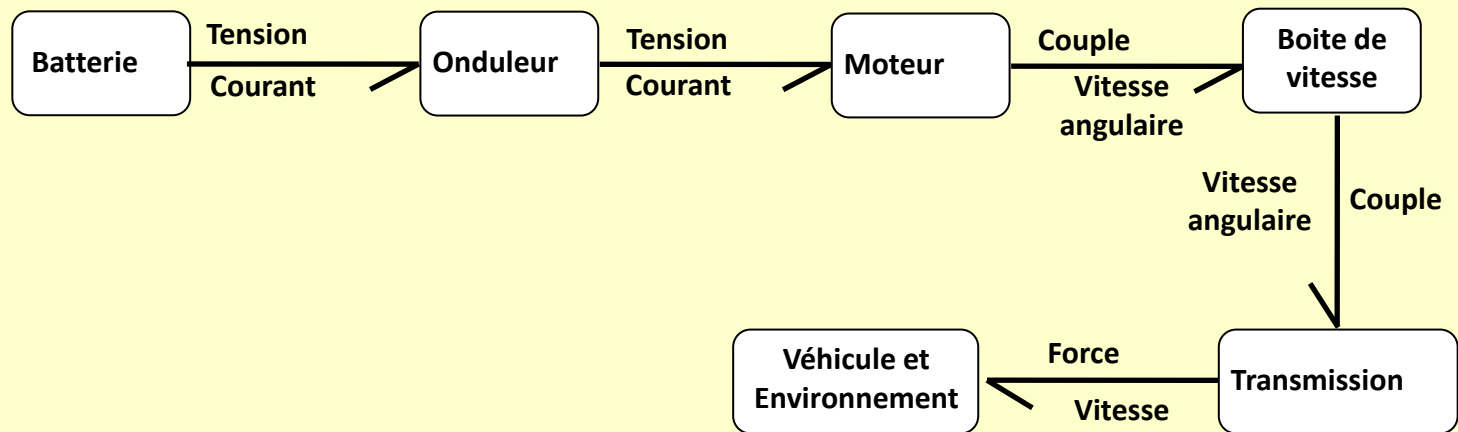 Batterie
Tension
Courant
Onduleur
Tension
Courant
Moteur
Couple
Vitesse
angulaire
Boite de
vitesse
Vitesse
angulaire
Couple
Transmission
Force
Vitesse
Véhicule et
Environnement